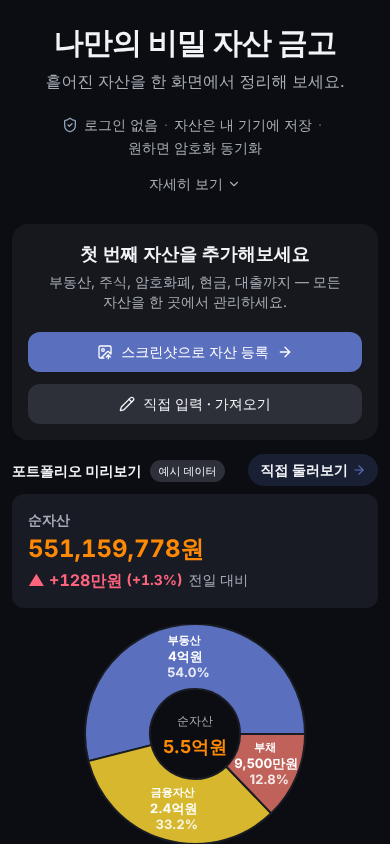 나만의 비밀 자산 금고
흩어진 자산을 한 화면에서 정리해 보세요.
로그인 없음 · 자산은 내 기기에 저장 ·
원하면 암호화 동기화
자세히 보기
첫 번째 자산을 추가해보세요
부동산, 주식, 암호화폐, 현금, 대출까지 — 모든
자산을 한 곳에서 관리하세요.
스크린샷으로 자산 등록 →
직접 입력 · 가져오기
포트폴리오 미리보기 예시 데이터 직접 둘러보기 →
순자산
551,159,778원
▲ +128만원 (+1.3%) 전일 대비
부동산
4억원
54.0%
순자산
5.5억원
부채
9,500만원
12.8%
금융자산
2.4억원
33.2%